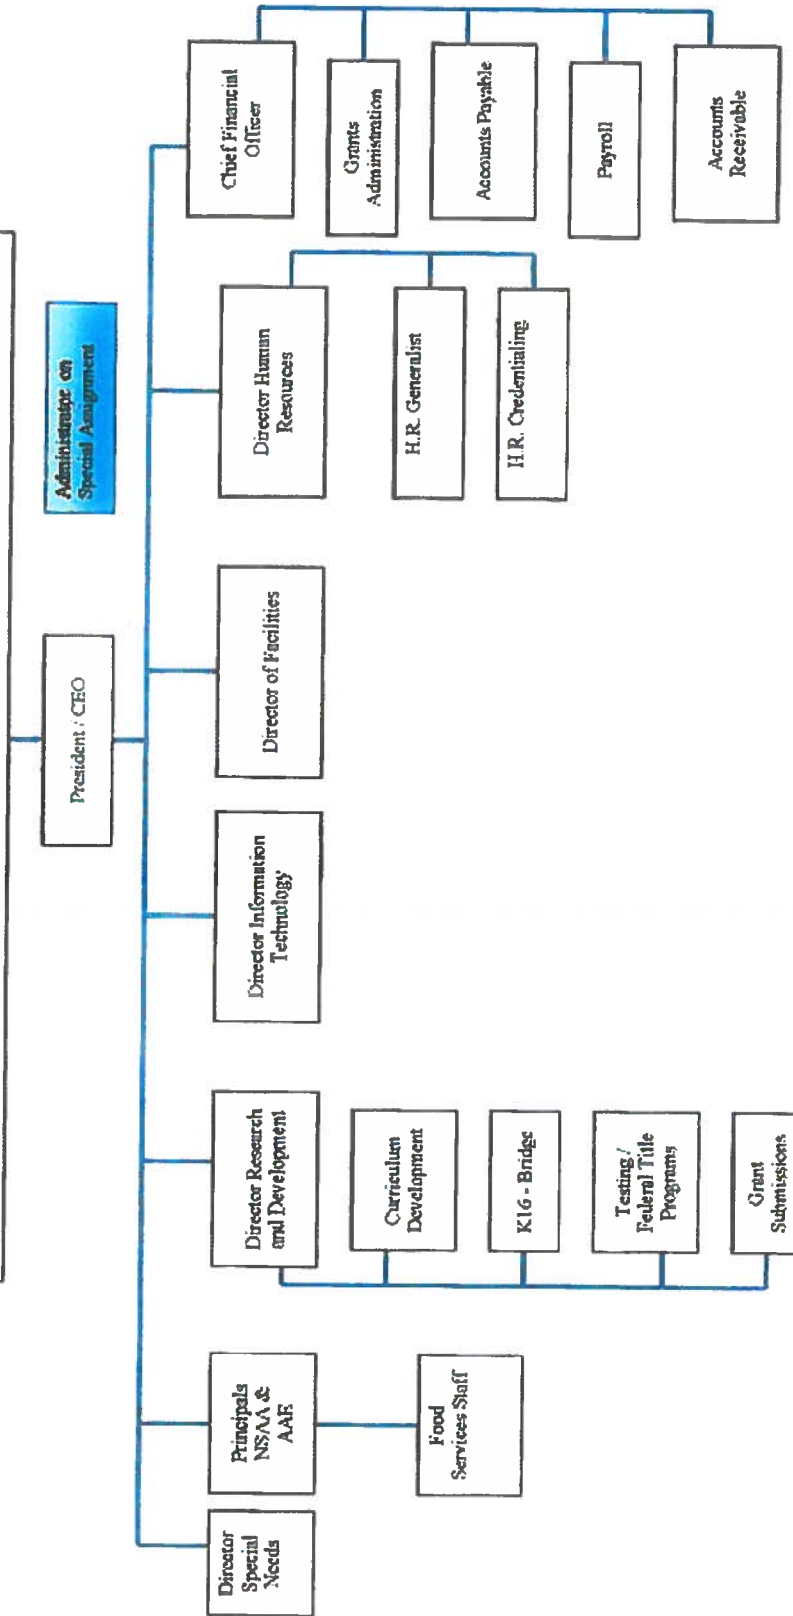 Administrator on
Special Assignment
President / CEO
Director
Special
Needs
Principals
NSAA &
AAE
Food
Services Staff
Director Research
and Development
Curriculum
Development
K16 - Bridge
Testing /
Federal Title
Programs
Grant
Submissions
Director Information
Technology
Director of Facilities
Director Human
Resources
H.R. Generalist
H.R. Credentialing
Chief Financial
Officer
Grants
Administration
Accounts Payable
Payroll
Accounts
Receivable